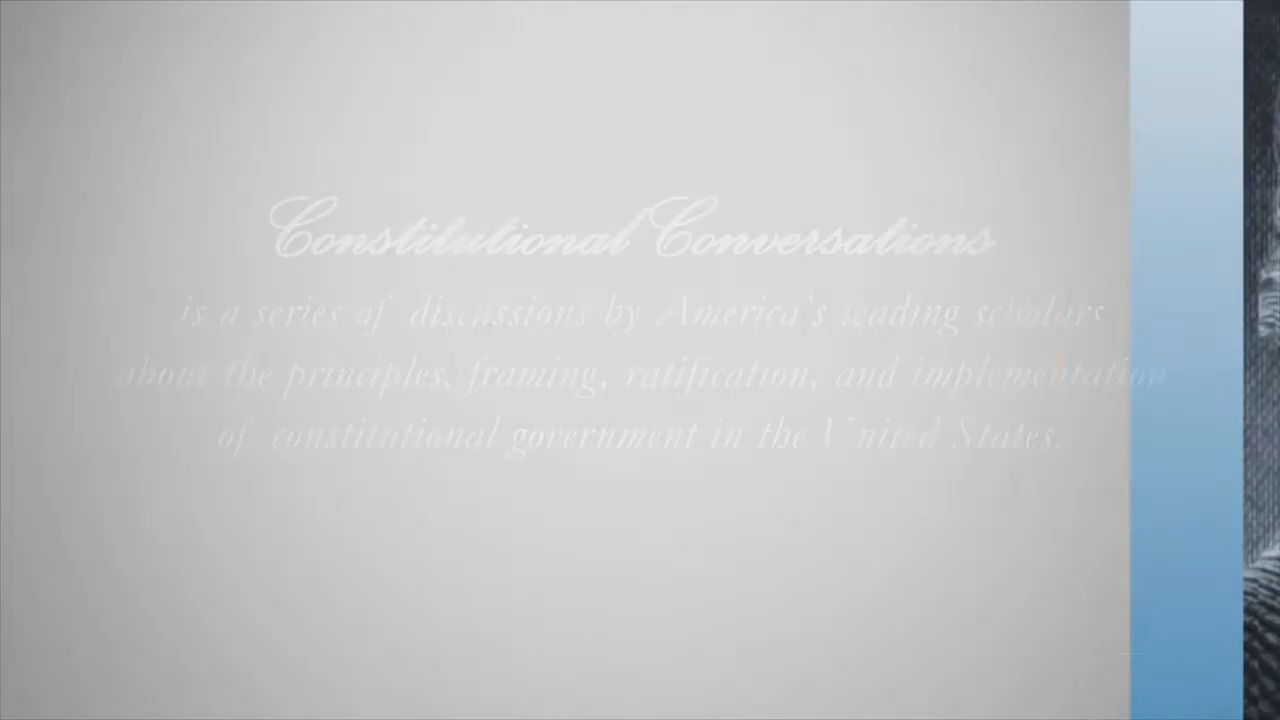 Constitutional Conversations
is a series of discussions by America's leading scholars
about the principles, framing, ratification, and implementation
of constitutional government in the United States.